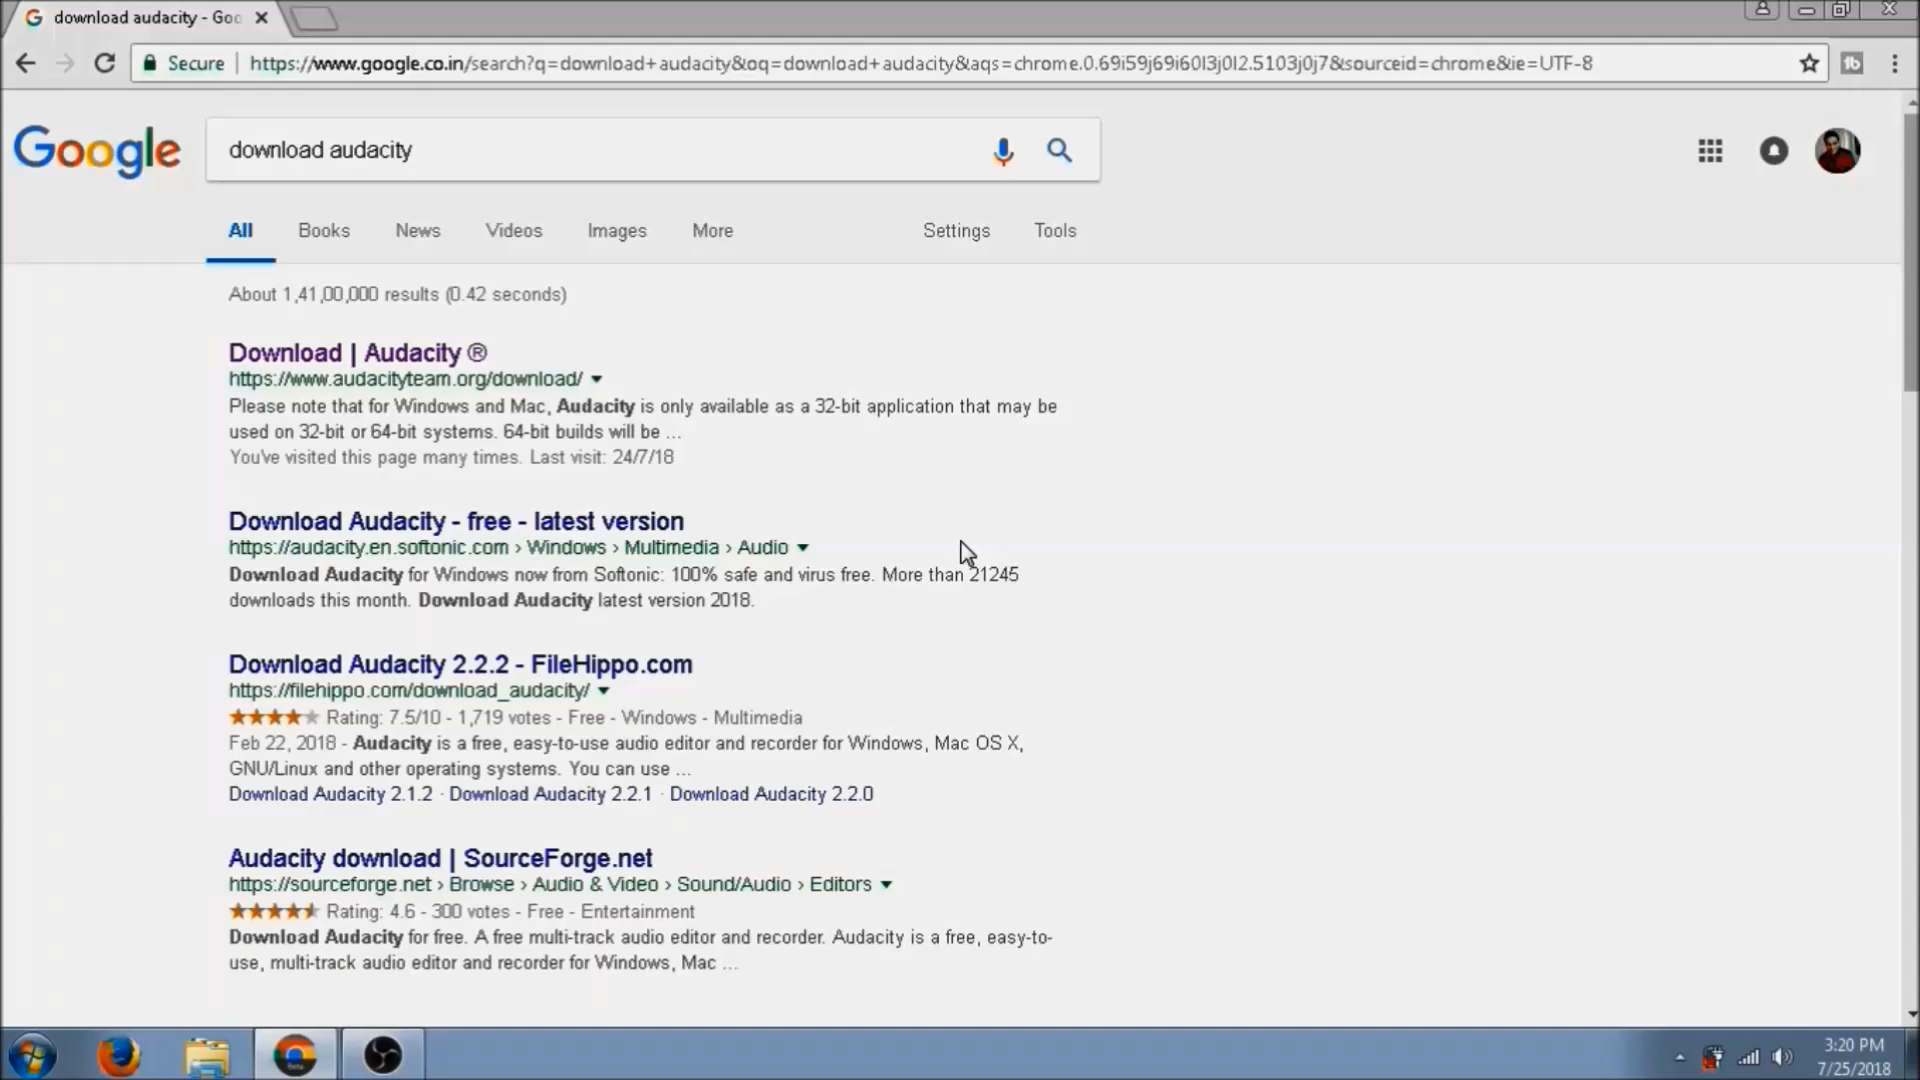 download audacity - Goo
Secure | https://www.google.co.in/search?q=download+audacity&oq=download+audacity&aqs=chrome.0.69i59j69i60l3j0l2.5103j0j7&sourceid=chrome&ie=UTF-8
Google
download audacity
All Books News Videos Images More Settings Tools
About 1,41,00,000 results (0.42 seconds)
Download | Audacity ®
https://www.audacityteam.org/download/
Please note that for Windows and Mac, Audacity is only available as a 32-bit application that may be
used on 32-bit or 64-bit systems. 64-bit builds will be ...
You've visited this page many times. Last visit: 24/7/18
Download Audacity - free - latest version
https://audacity.en.softonic.com › Windows › Multimedia › Audio
Download Audacity for Windows now from Softonic: 100% safe and virus free. More than 21245
downloads this month. Download Audacity latest version 2018.
Download Audacity 2.2.2 - FileHippo.com
https://filehippo.com/download_audacity/
Rating: 7.5/10 - 1,719 votes - Free - Windows - Multimedia
Feb 22, 2018 - Audacity is a free, easy-to-use audio editor and recorder for Windows, Mac OS X,
GNU/Linux and other operating systems. You can use ...
Download Audacity 2.1.2 · Download Audacity 2.2.1 · Download Audacity 2.2.0
Audacity download | SourceForge.net
https://sourceforge.net › Browse › Audio & Video › Sound/Audio › Editors
Rating: 4.6 - 300 votes - Free - Entertainment
Download Audacity for free. A free multi-track audio editor and recorder. Audacity is a free, easy-to-
use, multi-track audio editor and recorder for Windows, Mac ...
Beta
3:20 PM
7/25/2018